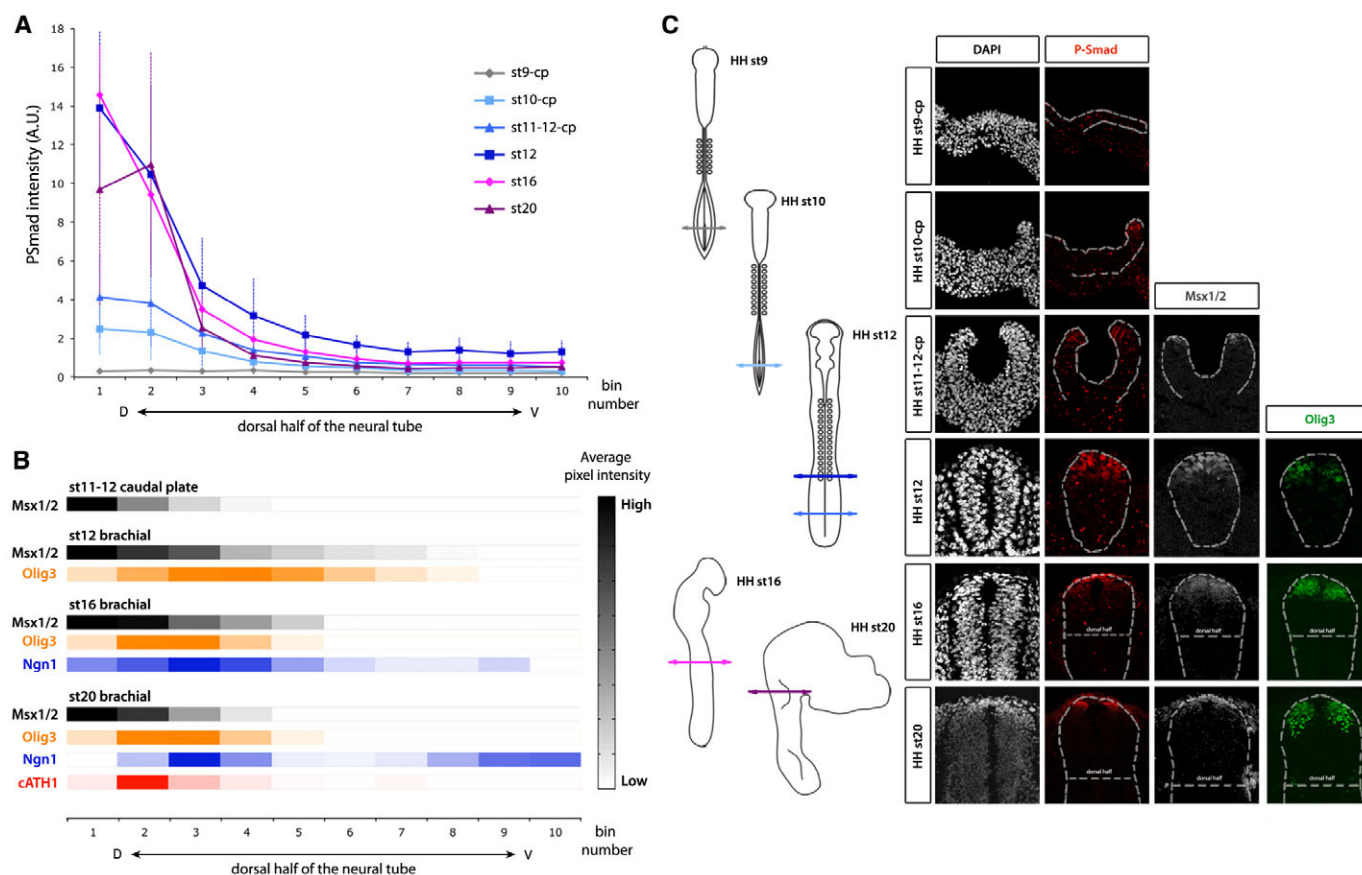 A
18
16
14
12
10
8
6
4
2
0
PSmad intensity (A.U.)
st9-cp
st10-cp
st11-12-cp
st12
st16
st20
1 2 3 4 5 6 7 8 9 10 bin number
D V
dorsal half of the neural tube
B
Average pixel intensity
High
Low
st11-12 caudal plate
Msx1/2
st12 brachial
Msx1/2
Olig3
st16 brachial
Msx1/2
Olig3
Ngn1
st20 brachial
Msx1/2
Olig3
Ngn1
cATH1
1 2 3 4 5 6 7 8 9 10 bin number
D V
dorsal half of the neural tube
C
HH st9
HH st10
HH st12
HH st16
HH st20
DAPI
P-Smad
Msx1/2
Olig3
HH st9-cp
HH st10-cp
HH st11-12-cp
HH st12
HH st16
dorsal half
dorsal half
dorsal half
HH st20
dorsal half
dorsal half
dorsal half